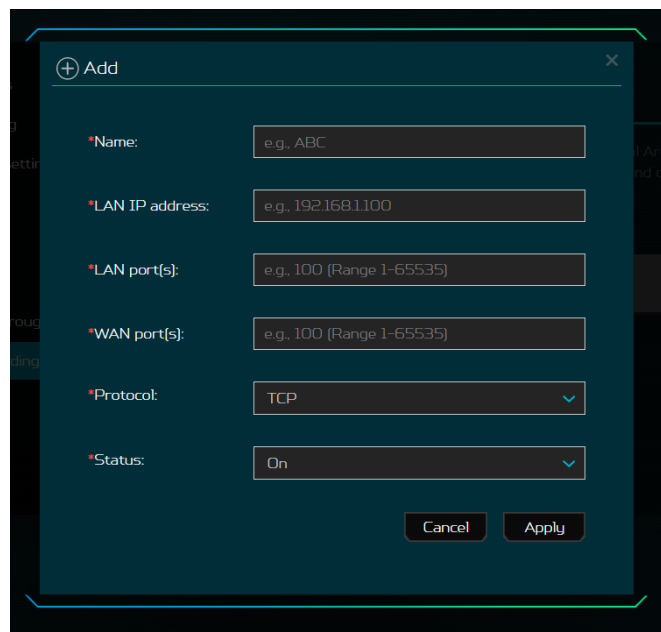 Add
*Name: e.g., ABC
*LAN IP address: e.g., 192.168.1.100
*LAN port(s): e.g., 100 (Range 1-65535)
*WAN port(s): e.g., 100 (Range 1-65535)
*Protocol: TCP
*Status: On
Cancel Apply